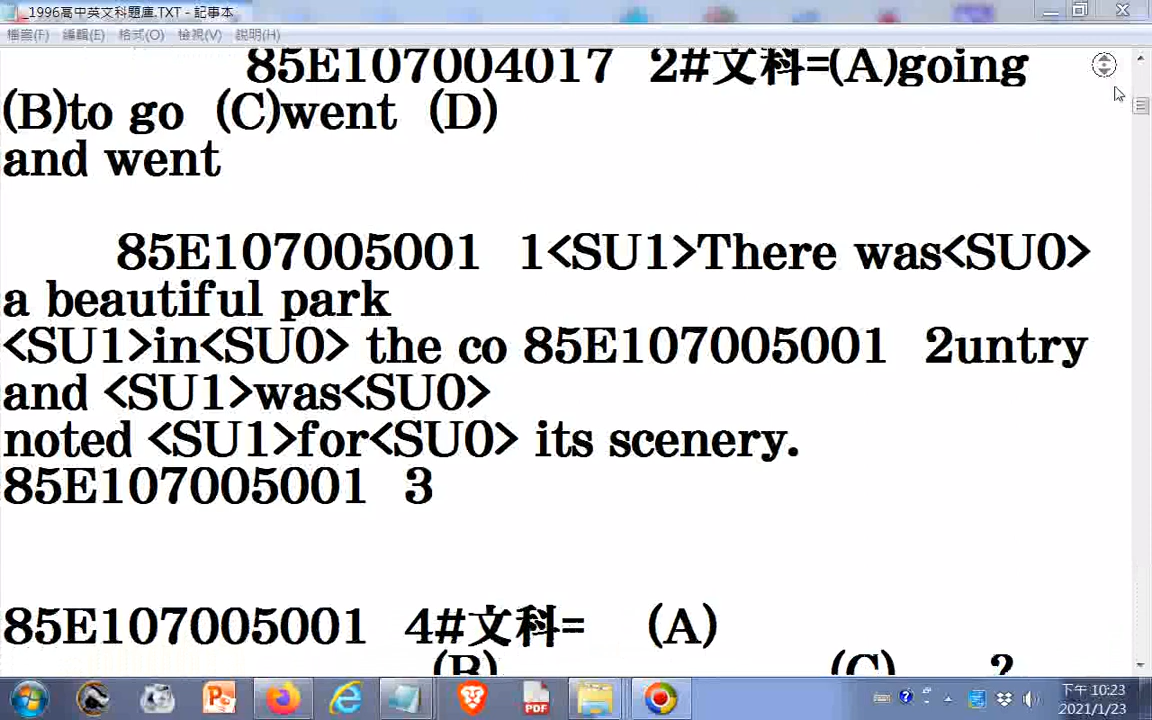 _1996高中英文科題庫.TXT - 記事本
檔案(F) 編輯(E) 格式(O) 檢視(V) 說明(H)
85E107004017 2#文科=(A)going
(B)to go (C)went (D)
and went
85E107005001 1<SU1>There was<SU0>
a beautiful park
<SU1>in<SU0> the co 85E107005001 2untry
and <SU1>was<SU0>
noted <SU1>for<SU0> its scenery.
85E107005001 3
85E107005001 4#文科= (A)
(B) (C) ?
PDF
下午 10:23
2021/1/23